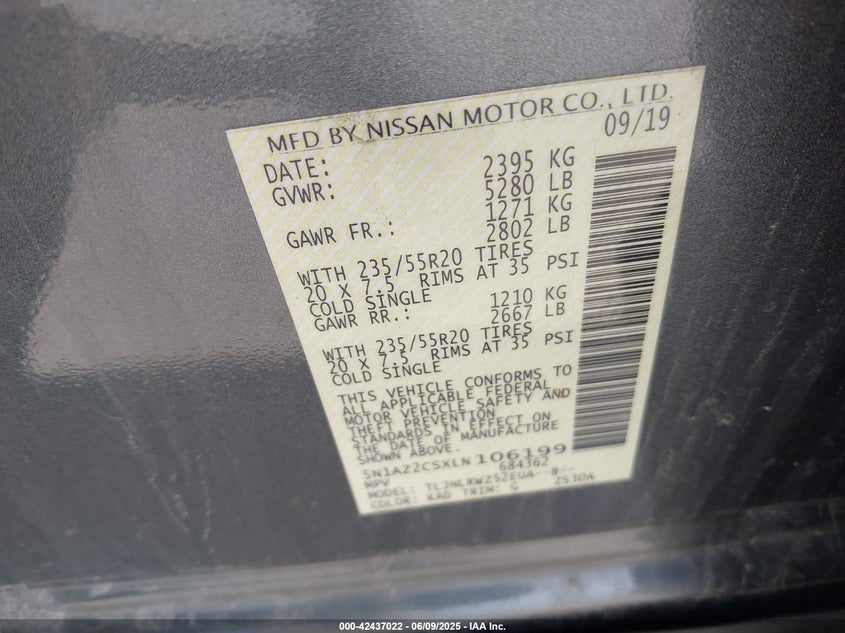 MFD BY NISSAN MOTOR CO., LTD.
DATE: 09/19
GVWR: 2395 KG
5280 LB
GAWR FR.: 1271 KG
2802 LB
WITH 235/55R20 TIRES
20 X 7.5 RIMS AT 35 PSI
COLD SINGLE
GAWR RR.: 1210 KG
2667 LB
WITH 235/55R20 TIRES
20 X 7.5 RIMS AT 35 PSI
COLD SINGLE
THIS VEHICLE CONFORMS TO
ALL APPLICABLE FEDERAL
MOTOR VEHICLE SAFETY AND
THEFT PREVENTION
STANDARDS IN EFFECT ON
THE DATE OF MANUFACTURE
SHOWN ABOVE.
5N1AZ2CSXLN106199
MPV 684362
MODEL: TLJNLRWZ52EUA--B--
COLOR: KAD TRIM: G ZS30A
000-42437022 | 06/09/2025 - IAA Inc.